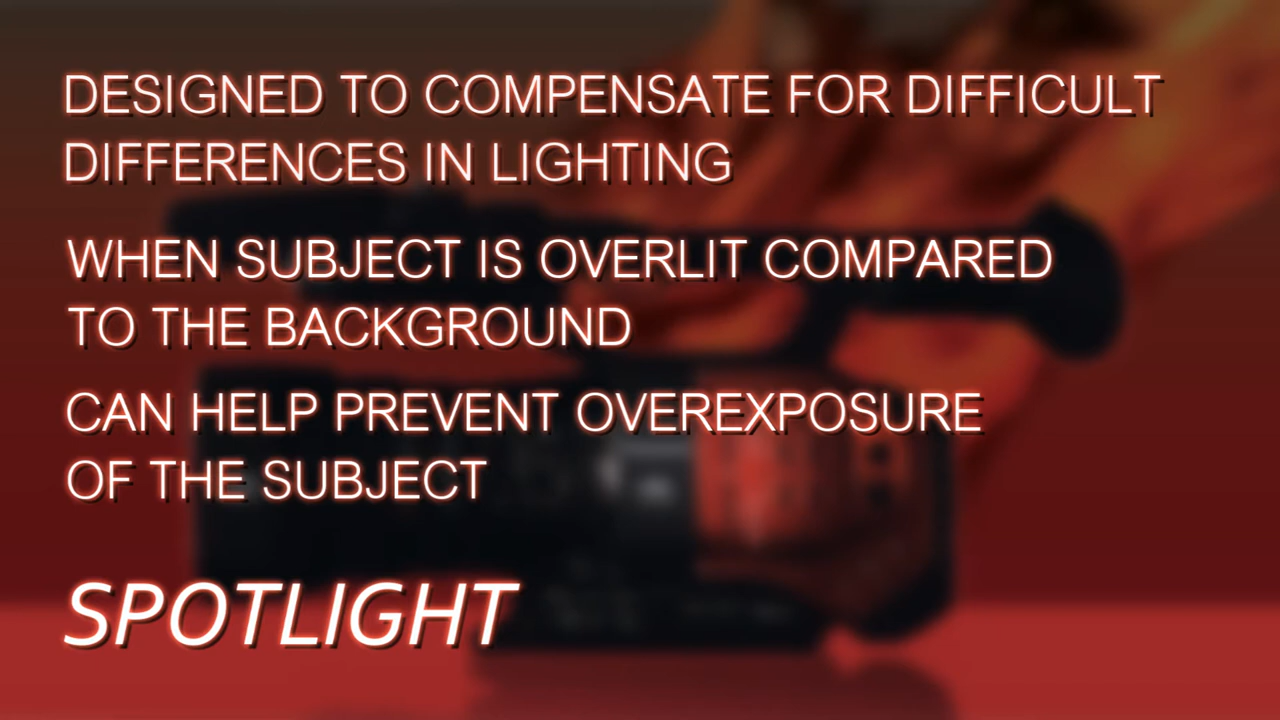 DESIGNED TO COMPENSATE FOR DIFFICULT
DIFFERENCES IN LIGHTING
WHEN SUBJECT IS OVERLIT COMPARED
TO THE BACKGROUND
CAN HELP PREVENT OVEREXPOSURE
OF THE SUBJECT
SPOTLIGHT